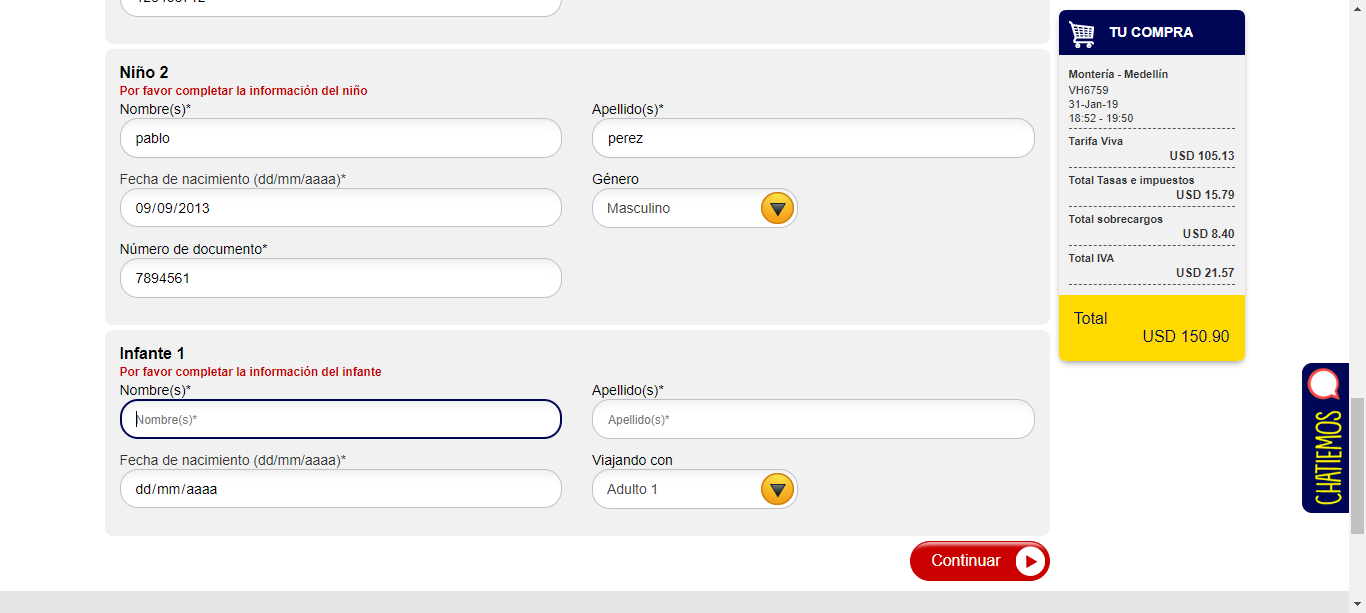 Niño 2
Por favor completar la información del niño
Nombre(s)*
Apellido(s)*
pablo
perez
Fecha de nacimiento (dd/mm/aaaa)*
Género
09/09/2013
Masculino
Número de documento*
7894561
Infante 1
Por favor completar la información del infante
Nombre(s)*
Apellido(s)*
Nombre(s)*
Apellido(s)*
Fecha de nacimiento (dd/mm/aaaa)*
Viajando con
dd/mm/aaaa
Adulto 1
Continuar
TU COMPRA
Montería - Medellín
VH6759
31-Jan-19
18:52 - 19:50
Tarifa Viva
USD 105.13
Total Tasas e impuestos
USD 15.79
Total sobrecargos
USD 8.40
Total IVA
USD 21.57
Total
USD 150.90
CHATIEMOS